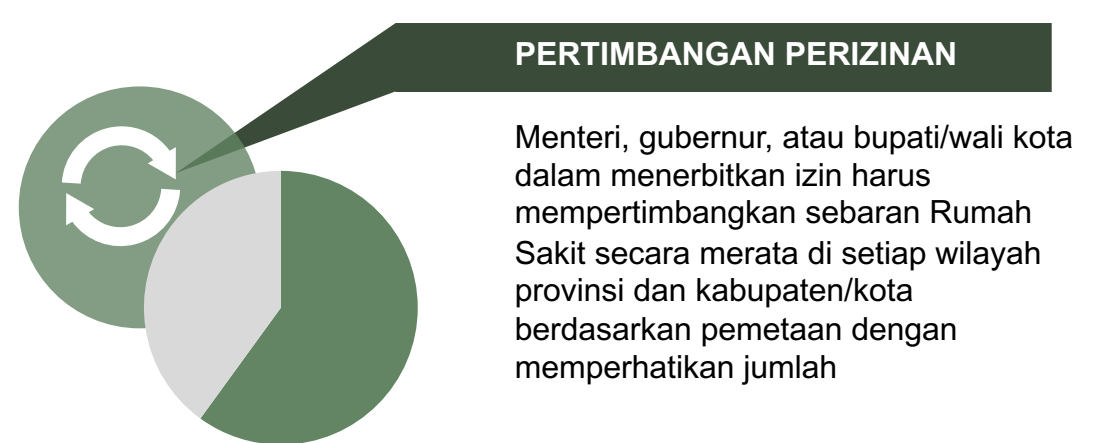 PERTIMBANGAN PERIZINAN
Menteri, gubernur, atau bupati/wali kota
dalam menerbitkan izin harus
mempertimbangkan sebaran Rumah
Sakit secara merata di setiap wilayah
provinsi dan kabupaten/kota
berdasarkan pemetaan dengan
memperhatikan jumlah